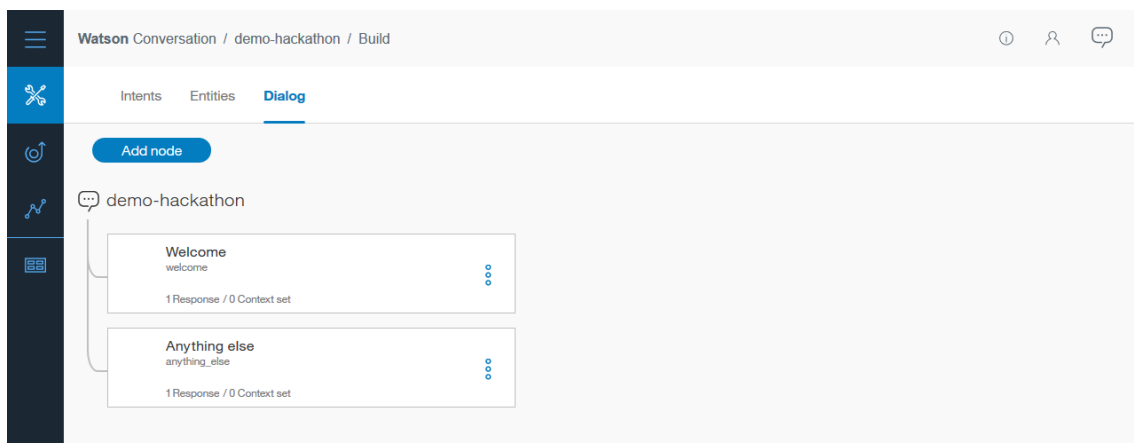 Watson Conversation / demo-hackathon / Build
Intents Entities Dialog
Add node
demo-hackathon
Welcome
welcome
1 Response / 0 Context set
Anything else
anything_else
1 Response / 0 Context set